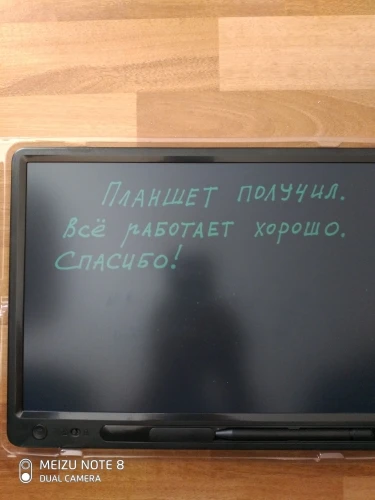 Планшет получил.
Всё работает хорошо.
Спасибо!
MEIZU NOTE 8
DUAL CAMERA